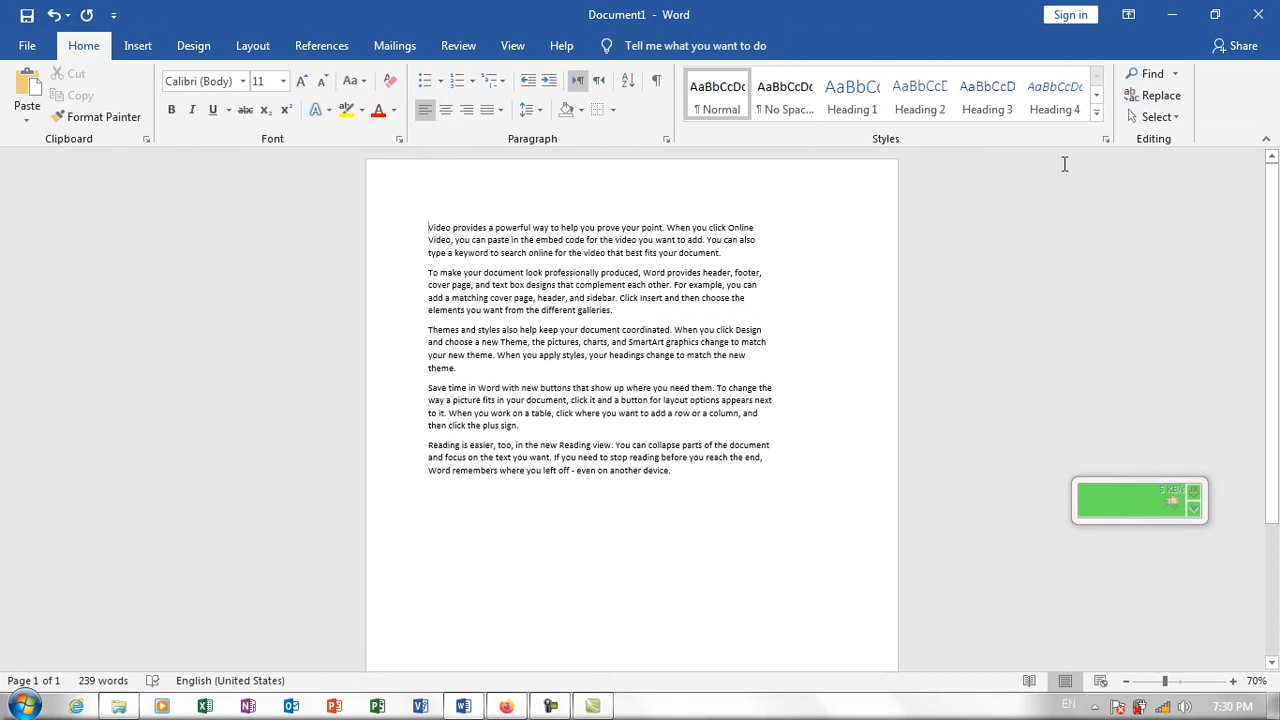 Document1 - Word
Sign in
File Home Insert Design Layout References Mailings Review View Help Tell me what you want to do Share
Paste
Cut
Copy
Format Painter
Calibri (Body) 11
AaBbCcDc AaBbCcDc AaBbCc AaBbCcE AaBbCcD AaBbCcDc
¶ Normal ¶ No Spac... Heading 1 Heading 2 Heading 3 Heading 4
Find
Replace
Select
Clipboard Font Paragraph Styles Editing
Video provides a powerful way to help you prove your point. When you click Online
Video, you can paste in the embed code for the video you want to add. You can also
type a keyword to search online for the video that best fits your document.
To make your document look professionally produced, Word provides header, footer,
cover page, and text box designs that complement each other. For example, you can
add a matching cover page, header, and sidebar. Click Insert and then choose the
elements you want from the different galleries.
Themes and styles also help keep your document coordinated. When you click Design
and choose a new Theme, the pictures, charts, and SmartArt graphics change to match
your new theme. When you apply styles, your headings change to match the new
theme.
Save time in Word with new buttons that show up where you need them. To change the
way a picture fits in your document, click it and a button for layout options appears next
to it. When you work on a table, click where you want to add a row or a column, and
then click the plus sign.
Reading is easier, too, in the new Reading view. You can collapse parts of the document
and focus on the text you want. If you need to stop reading before you reach the end,
Word remembers where you left off - even on another device.
Page 1 of 1 239 words English (United States) 70%
EN 7:30 PM